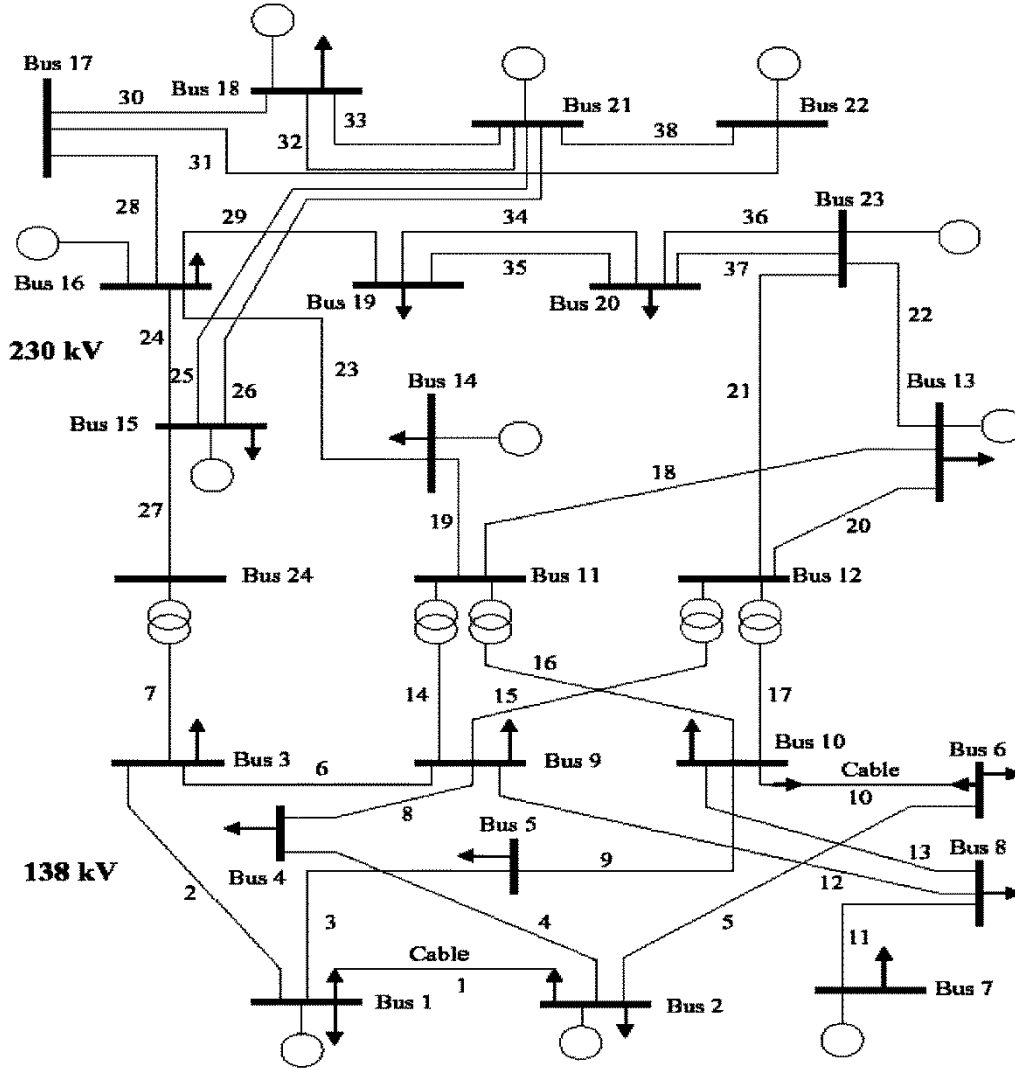 Bus 17
Bus 18
Bus 21
Bus 22
30
33
32
38
31
28
29
34
36
Bus 23
Bus 16
Bus 19
35
Bus 20
37
22
24
230 kV
25
26
23
Bus 14
21
Bus 13
Bus 15
18
27
19
20
Bus 24
Bus 11
Bus 12
7
14
15
16
17
Bus 3
6
Bus 9
Bus 10
Cable
10
Bus 6
8
Bus 5
9
13
Bus 8
138 kV
Bus 4
12
2
3
4
5
11
Cable
1
Bus 1
Bus 2
Bus 7